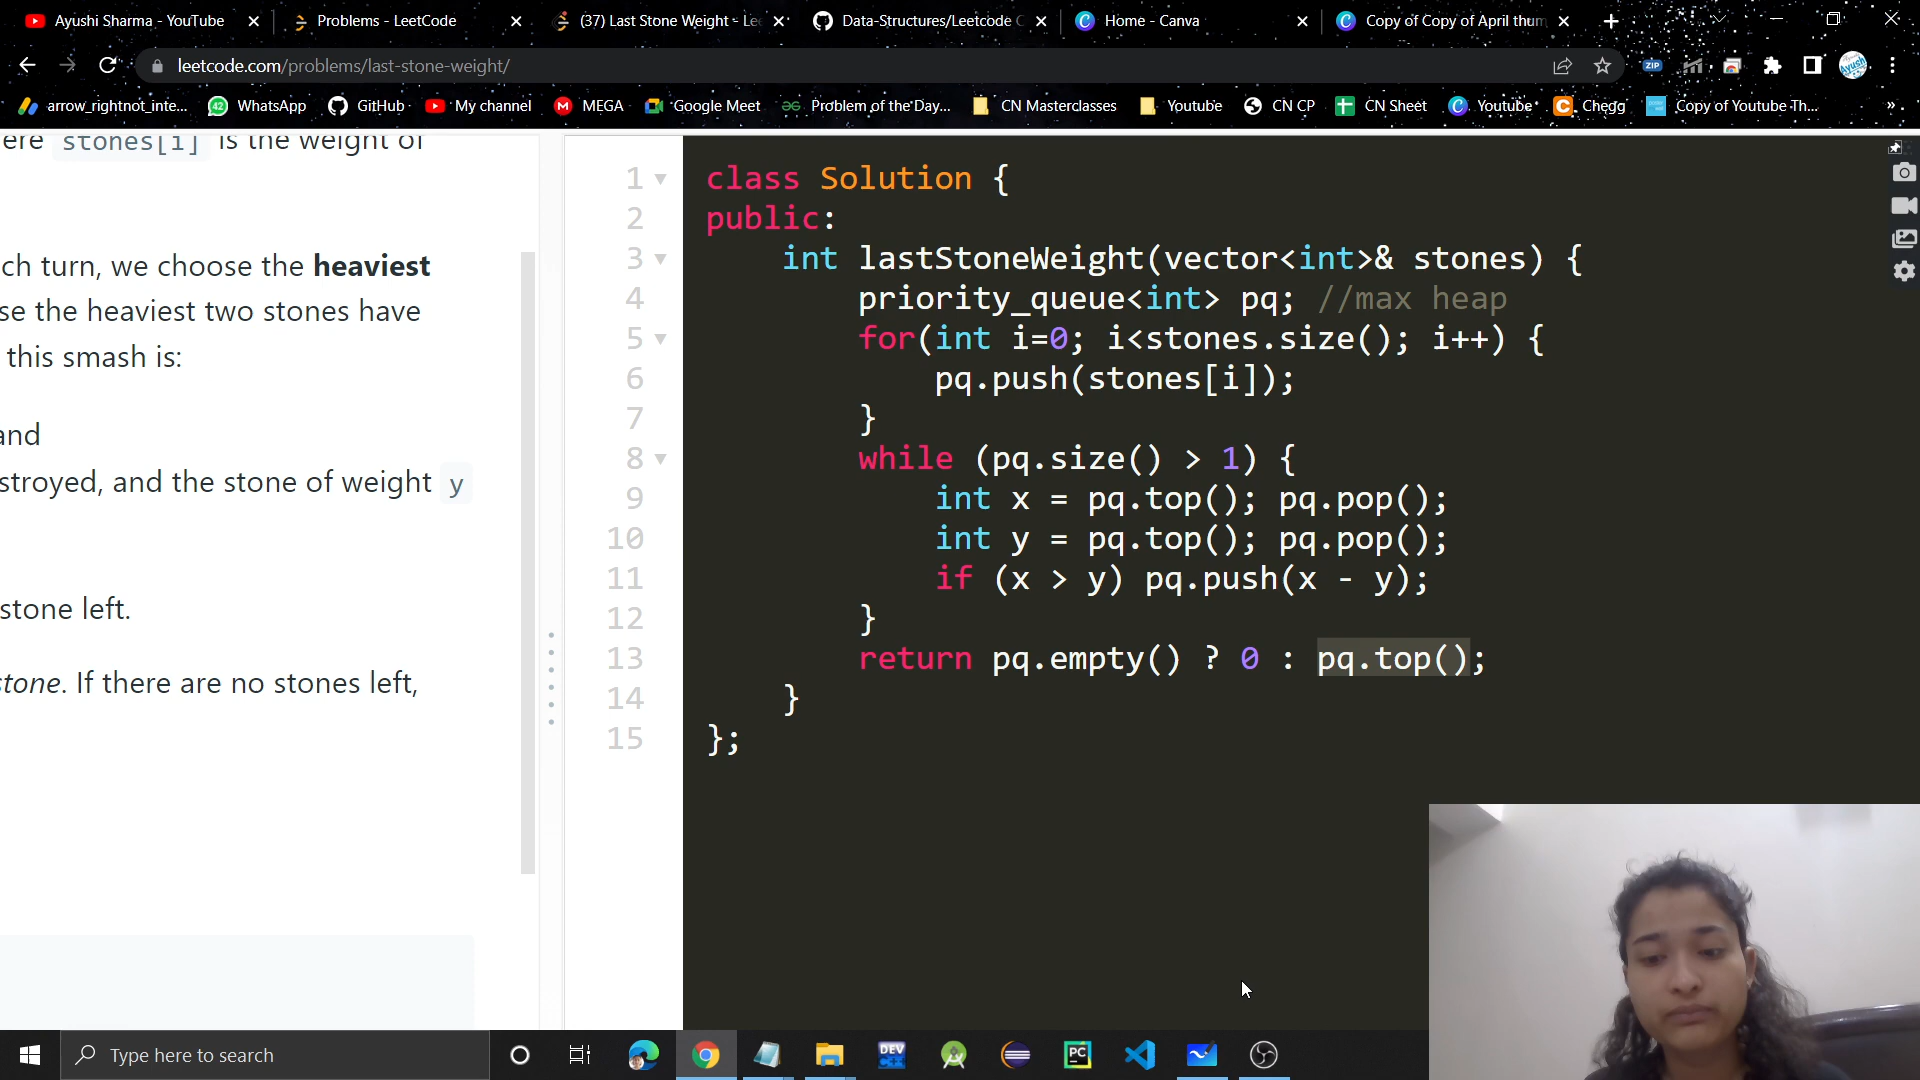 Ayushi Sharma - YouTube
Problems - LeetCode
(37) Last Stone Weight - Le
Data-Structures/Leetcode C
Home - Canva
Copy of Copy of April thum
leetcode.com/problems/last-stone-weight/
ZIP
arrow_rightnot_inte...
42
WhatsApp
GitHub
My channel
MEGA
Google Meet
Problem of the Day...
CN Masterclasses
Youtube
CN CP
CN Sheet
Youtube
Chegg
Copy of Youtube Th...
»
ere stones[i] is the weight of
ch turn, we choose the heaviest
se the heaviest two stones have
this smash is:
and
stroyed, and the stone of weight y
stone left.
stone. If there are no stones left,
1 class Solution {
2 public:
3 int lastStoneWeight(vector<int>& stones) {
4 priority_queue<int> pq; //max heap
5 for(int i=0; i<stones.size(); i++) {
6 pq.push(stones[i]);
7 }
8 while (pq.size() > 1) {
9 int x = pq.top(); pq.pop();
10 int y = pq.top(); pq.pop();
11 if (x > y) pq.push(x - y);
12 }
13 return pq.empty() ? 0 : pq.top();
14 }
15 };
Type here to search
DEV
C++
PC